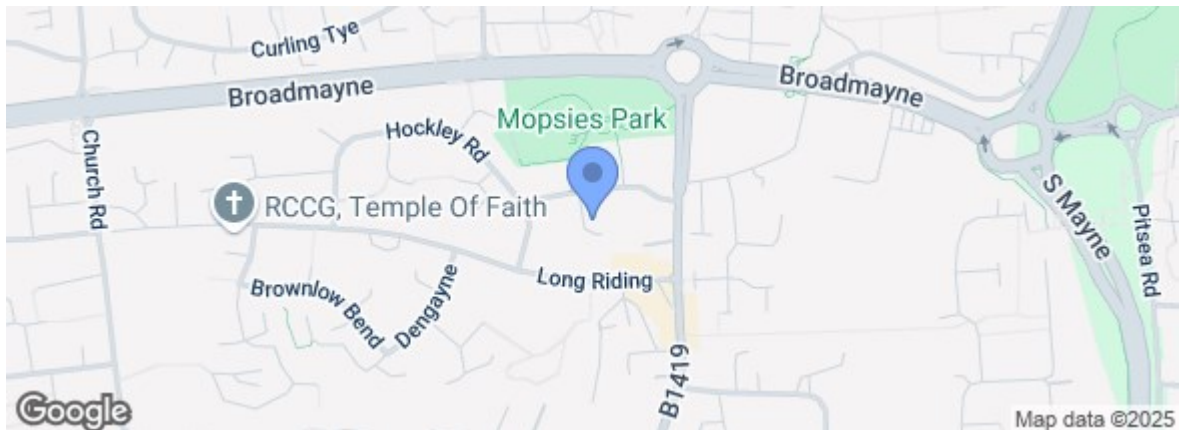 Curling Tye
Broadmayne
Broadmayne
Mopsies Park
Hockley Rd
Church Rd
RCCG, Temple Of Faith
S Mayne
Pitsea Rd
Long Riding
Brownlow Bend
Dengayne
B1419
Google
Map data ©2025